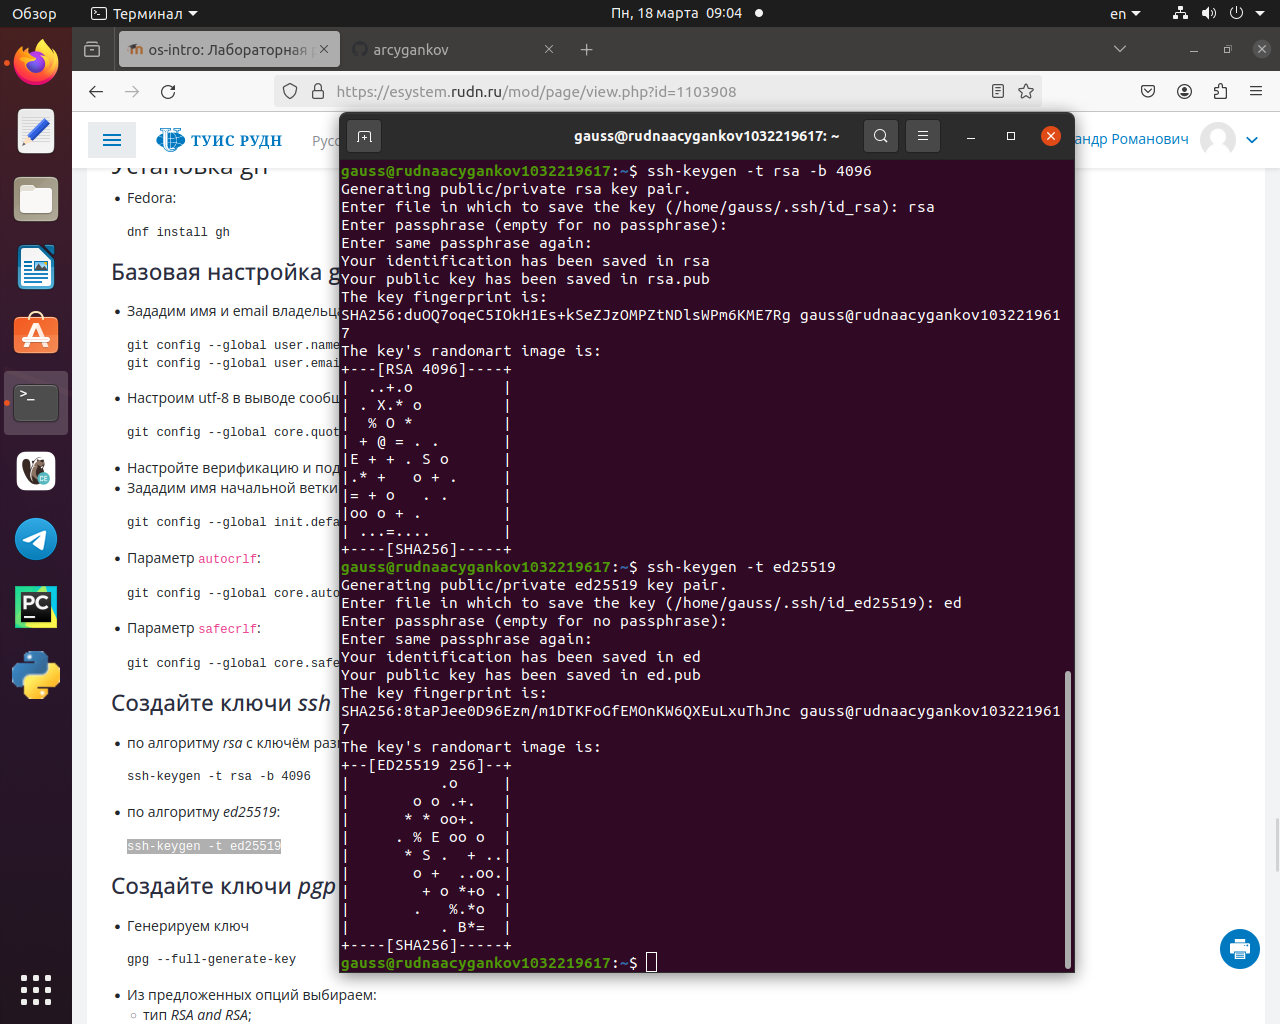 Обзор
Терминал
Пн, 18 марта 09:04
en
os-intro: Лабораторная
arcygankov
https://esystem.rudn.ru/mod/page/view.php?id=1103908
ТУИС РУДН
Русс
андр Романович
Установка gh
Fedora:
dnf install gh
Базовая настройка g
Зададим имя и email владельц
git config --global user.name
git config --global user.emai
Настроим utf-8 в выводе сообщ
git config --global core.quot
Настройте верификацию и под
Зададим имя начальной ветки
git config --global init.defa
Параметр autocrlf:
git config --global core.auto
Параметр safecrlf:
git config --global core.safe
Создайте ключи ssh
по алгоритму rsa с ключём раз
ssh-keygen -t rsa -b 4096
по алгоритму ed25519:
ssh-keygen -t ed25519
Создайте ключи pgp
Генерируем ключ
gpg --full-generate-key
Из предложенных опций выбираем:
тип RSA and RSA;
gauss@rudnaacygankov1032219617: ~
gauss@rudnaacygankov1032219617:~$ ssh-keygen -t rsa -b 4096
Generating public/private rsa key pair.
Enter file in which to save the key (/home/gauss/.ssh/id_rsa): rsa
Enter passphrase (empty for no passphrase):
Enter same passphrase again:
Your identification has been saved in rsa
Your public key has been saved in rsa.pub
The key fingerprint is:
SHA256:duOQ7oqeC5IOkH1Es+kSeZJzOMPZtNDlsWPm6KME7Rg gauss@rudnaacygankov103221961
7
The key's randomart image is:
+---[RSA 4096]----+
|  ..+.o          |
| . X.* o         |
|  % O *          |
| + @ = . .       |
|E + + . S o      |
|.* +   o + .     |
|= + o   . .      |
|oo o + .         |
| ...=....        |
+----[SHA256]-----+
gauss@rudnaacygankov1032219617:~$ ssh-keygen -t ed25519
Generating public/private ed25519 key pair.
Enter file in which to save the key (/home/gauss/.ssh/id_ed25519): ed
Enter passphrase (empty for no passphrase):
Enter same passphrase again:
Your identification has been saved in ed
Your public key has been saved in ed.pub
The key fingerprint is:
SHA256:8taPJee0D96Ezm/m1DTKFoGfEMOnKW6QXEuLxuThJnc gauss@rudnaacygankov103221961
7
The key's randomart image is:
+--[ED25519 256]--+
|          .o     |
|       o o .+.   |
|      * * oo+.   |
|     . % E oo o  |
|      * S .  + ..|
|       o +  ..oo.|
|        + o *+o .|
|       .   %.*o  |
|          . B*=  |
+----[SHA256]-----+
gauss@rudnaacygankov1032219617:~$
>_
CE
PC